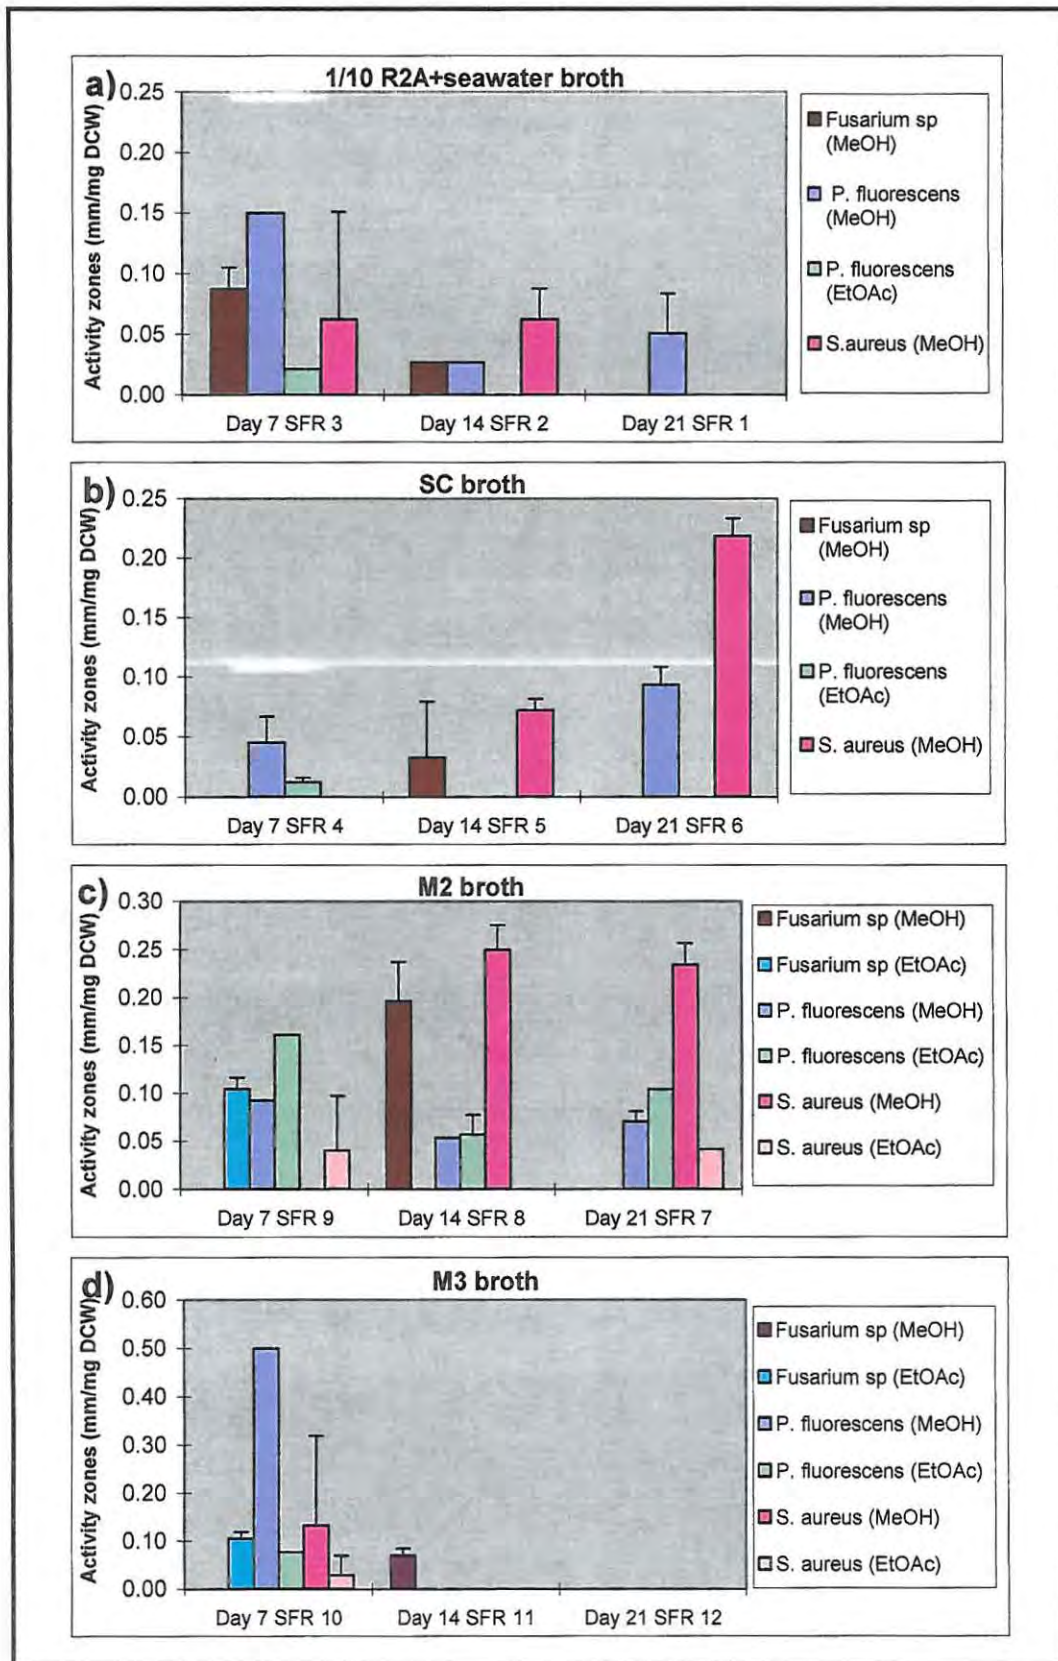 a)
1/10 R2A+seawater broth
Activity zones (mm/mg DCW)
0.25
0.20
0.15
0.10
0.05
0.00
Day 7 SFR 3 Day 14 SFR 2 Day 21 SFR 1
Fusarium sp
(MeOH)
P. fluorescens
(MeOH)
P. fluorescens
(EtOAc)
S.aureus (MeOH)
b)
SC broth
Activity zones (mm/mg DCW)
0.25
0.20
0.15
0.10
0.05
0.00
Day 7 SFR 4 Day 14 SFR 5 Day 21 SFR 6
Fusarium sp
(MeOH)
P. fluorescens
(MeOH)
P. fluorescens
(EtOAc)
S. aureus (MeOH)
c)
M2 broth
Activity zones (mm/mg DCW)
0.30
0.25
0.20
0.15
0.10
0.05
0.00
Day 7 SFR 9 Day 14 SFR 8 Day 21 SFR 7
Fusarium sp (MeOH)
Fusarium sp (EtOAc)
P. fluorescens (MeOH)
P. fluorescens (EtOAc)
S. aureus (MeOH)
S. aureus (EtOAc)
d)
M3 broth
Activity zones (mm/mg DCW)
0.60
0.50
0.40
0.30
0.20
0.10
0.00
Day 7 SFR 10 Day 14 SFR 11 Day 21 SFR 12
Fusarium sp (MeOH)
Fusarium sp (EtOAc)
P. fluorescens (MeOH)
P. fluorescens (EtOAc)
S. aureus (MeOH)
S. aureus (EtOAc)